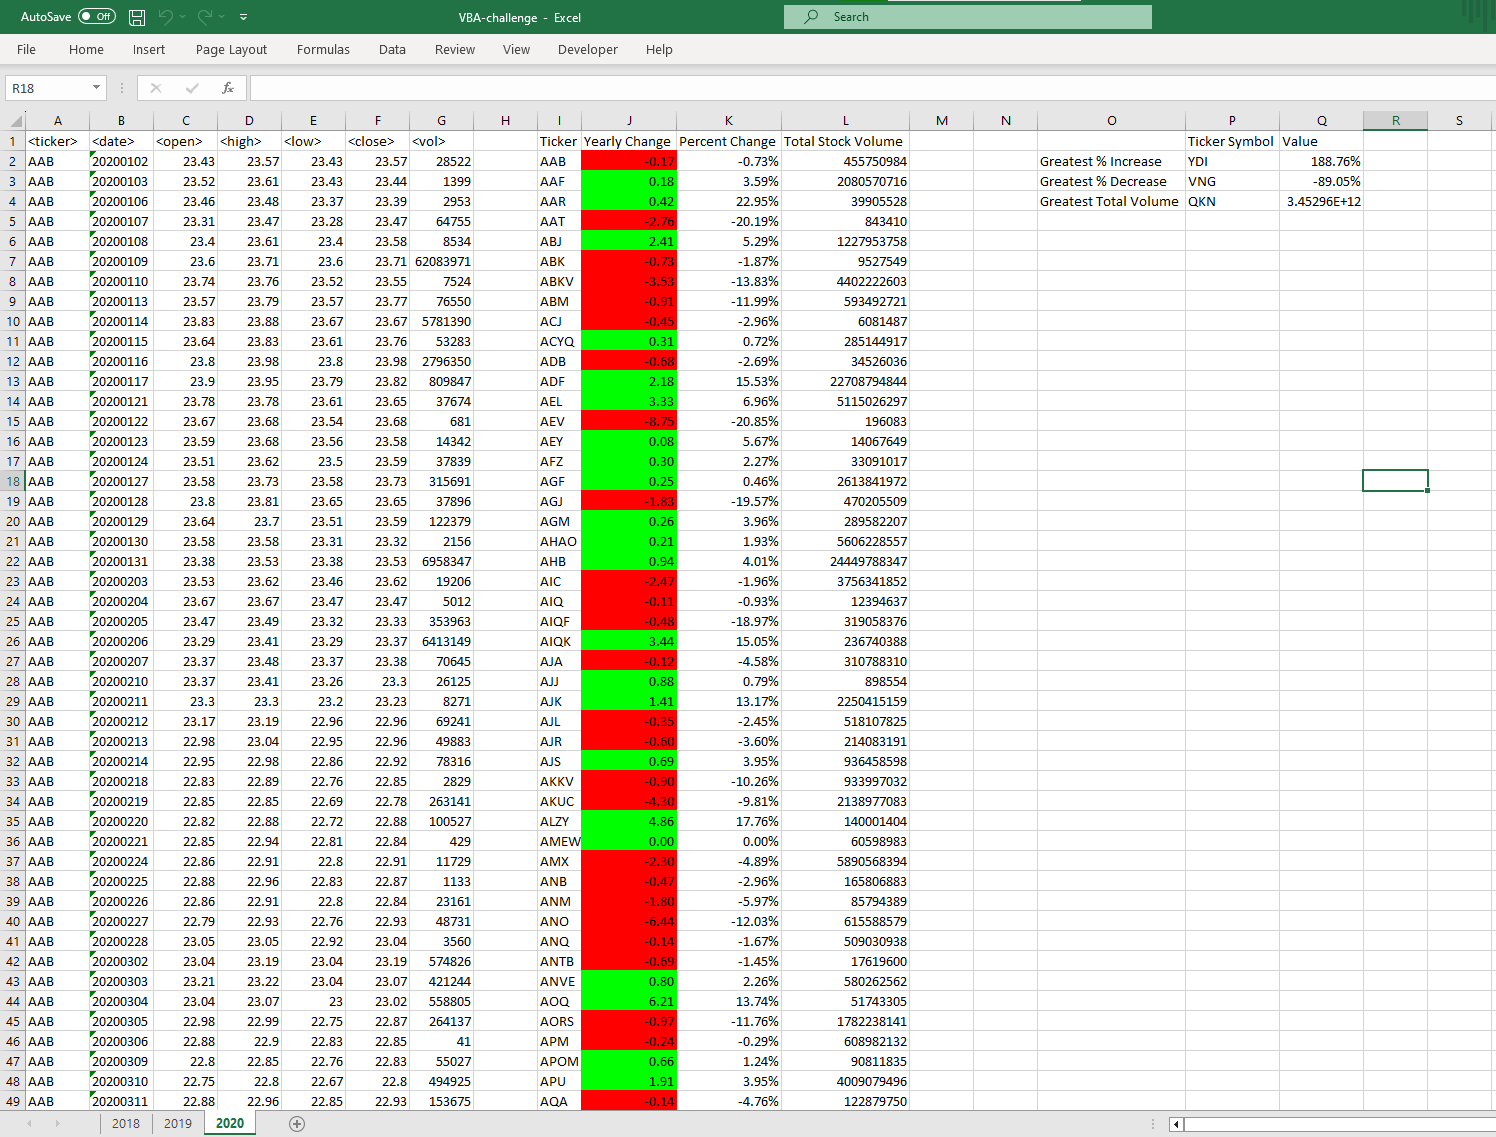 AutoSave Off VBA-challenge - Excel Search
File Home Insert Page Layout Formulas Data Review View Developer Help
R18 fx
A B C D E F G H I J K L M N O P Q R S
1 <ticker> <date> <open> <high> <low> <close> <vol> Ticker Yearly Change Percent Change Total Stock Volume Ticker Symbol Value
2 AAB 20200102 23.43 23.57 23.43 23.57 28522 AAB -0.17 -0.73% 455750984 Greatest % Increase YDI 188.76%
3 AAB 20200103 23.52 23.61 23.43 23.44 1399 AAF 0.18 3.59% 2080570716 Greatest % Decrease VNG -89.05%
4 AAB 20200106 23.46 23.48 23.37 23.39 2953 AAR 0.42 22.95% 39905528 Greatest Total Volume QKN 3.45296E+12
5 AAB 20200107 23.31 23.47 23.28 23.47 64755 AAT -2.76 -20.19% 843410
6 AAB 20200108 23.4 23.61 23.4 23.58 8534 ABJ 2.41 5.29% 1227953758
7 AAB 20200109 23.6 23.71 23.6 23.71 62083971 ABK -0.73 -1.87% 9527549
8 AAB 20200110 23.74 23.76 23.52 23.55 7524 ABKV -3.53 -13.83% 4402222603
9 AAB 20200113 23.57 23.79 23.57 23.77 76550 ABM -0.91 -11.99% 593492721
10 AAB 20200114 23.83 23.88 23.67 23.67 5781390 ACJ -0.45 -2.96% 6081487
11 AAB 20200115 23.64 23.83 23.61 23.76 53283 ACYQ 0.31 0.72% 285144917
12 AAB 20200116 23.8 23.98 23.8 23.98 2796350 ADB -0.68 -2.69% 34526036
13 AAB 20200117 23.9 23.95 23.79 23.82 809847 ADF 2.18 15.53% 22708794844
14 AAB 20200121 23.78 23.78 23.61 23.65 37674 AEL 3.33 6.96% 5115026297
15 AAB 20200122 23.67 23.68 23.54 23.68 681 AEV -8.75 -20.85% 196083
16 AAB 20200123 23.59 23.68 23.56 23.58 14342 AEY 0.08 5.67% 14067649
17 AAB 20200124 23.51 23.62 23.5 23.59 37839 AFZ 0.30 2.27% 33091017
18 AAB 20200127 23.58 23.73 23.58 23.73 315691 AGF 0.25 0.46% 2613841972
19 AAB 20200128 23.8 23.81 23.65 23.65 37896 AGJ -1.83 -19.57% 470205509
20 AAB 20200129 23.64 23.7 23.51 23.59 122379 AGM 0.26 3.96% 289582207
21 AAB 20200130 23.58 23.58 23.31 23.32 2156 AHAO 0.21 1.93% 5606228557
22 AAB 20200131 23.38 23.53 23.38 23.53 6958347 AHB 0.94 4.01% 24449788347
23 AAB 20200203 23.53 23.62 23.46 23.62 19206 AIC -2.47 -1.96% 3756341852
24 AAB 20200204 23.67 23.67 23.47 23.47 5012 AIQ -0.11 -0.93% 12394637
25 AAB 20200205 23.47 23.49 23.32 23.33 353963 AIQF -0.48 -18.97% 319058376
26 AAB 20200206 23.29 23.41 23.29 23.37 6413149 AIQK 3.44 15.05% 236740388
27 AAB 20200207 23.37 23.48 23.37 23.38 70645 AJA -0.12 -4.58% 310788310
28 AAB 20200210 23.37 23.41 23.26 23.3 26125 AJJ 0.88 0.79% 898554
29 AAB 20200211 23.3 23.3 23.2 23.23 8271 AJK 1.41 13.17% 2250415159
30 AAB 20200212 23.17 23.19 22.96 22.96 69241 AJL -0.35 -2.45% 518107825
31 AAB 20200213 22.98 23.04 22.95 22.96 49883 AJR -0.60 -3.60% 214083191
32 AAB 20200214 22.95 22.98 22.86 22.92 78316 AJS 0.69 3.95% 936458598
33 AAB 20200218 22.83 22.89 22.76 22.85 2829 AKKV -0.90 -10.26% 933997032
34 AAB 20200219 22.85 22.85 22.69 22.78 263141 AKUC -4.30 -9.81% 2138977083
35 AAB 20200220 22.82 22.88 22.72 22.88 100527 ALZY 4.86 17.76% 140001404
36 AAB 20200221 22.85 22.94 22.81 22.84 429 AMEW 0.00 0.00% 60598983
37 AAB 20200224 22.86 22.91 22.8 22.91 11729 AMX -2.30 -4.89% 5890568394
38 AAB 20200225 22.88 22.96 22.83 22.87 1133 ANB -0.47 -2.96% 165806883
39 AAB 20200226 22.86 22.91 22.8 22.84 23161 ANM -1.80 -5.97% 85794389
40 AAB 20200227 22.79 22.93 22.76 22.93 48731 ANO -6.44 -12.03% 615588579
41 AAB 20200228 23.05 23.05 22.92 23.04 3560 ANQ -0.14 -1.67% 509030938
42 AAB 20200302 23.04 23.19 23.04 23.19 574826 ANTB -0.69 -1.45% 17619600
43 AAB 20200303 23.21 23.22 23.04 23.07 421244 ANVE 0.80 2.26% 580262562
44 AAB 20200304 23.04 23.07 23 23.02 558805 AOQ 6.21 13.74% 51743305
45 AAB 20200305 22.98 22.99 22.75 22.87 264137 AORS -0.97 -11.76% 1782238141
46 AAB 20200306 22.88 22.9 22.83 22.85 41 APM -0.24 -0.29% 608982132
47 AAB 20200309 22.8 22.85 22.76 22.83 55027 APOM 0.66 1.24% 90811835
48 AAB 20200310 22.75 22.8 22.67 22.8 494925 APU 1.91 3.95% 4009079496
49 AAB 20200311 22.88 22.96 22.85 22.93 153675 AQA -0.14 -4.76% 122879750
2018 2019 2020